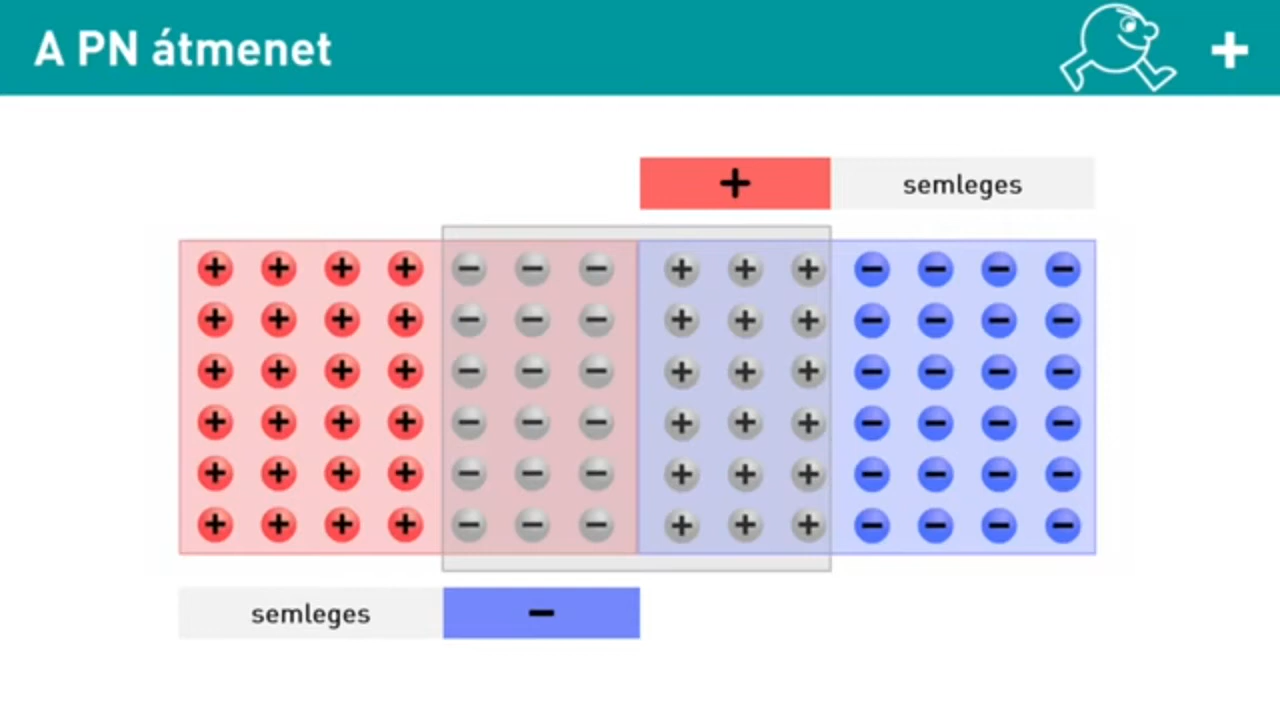 A PN átmenet
+
+ semleges
+ + + + − − − + + + − − − −
+ + + + − − − + + + − − − −
+ + + + − − − + + + − − − −
+ + + + − − − + + + − − − −
+ + + + − − − + + + − − − −
+ + + + − − − + + + − − − −
semleges −